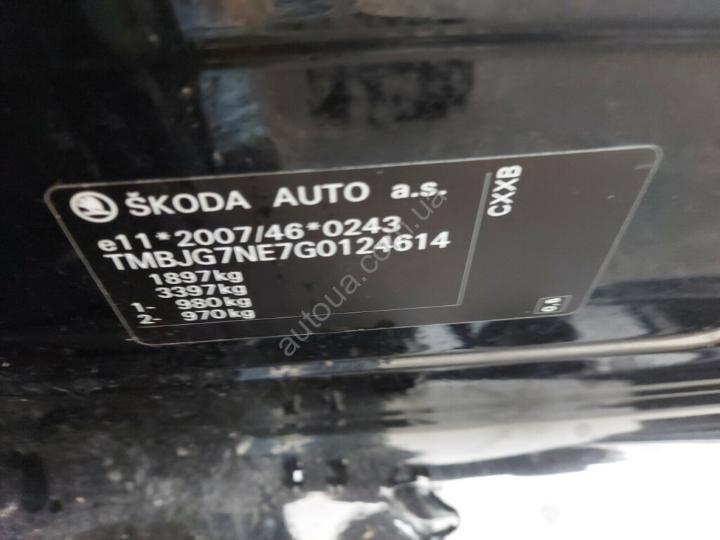 ŠKODA AUTO a.s.
e11*2007/46*0243
TMBJG7NE7G0124614
1897kg
3397kg
1- 980kg
2- 970kg
CXXB
autoua.com.ua